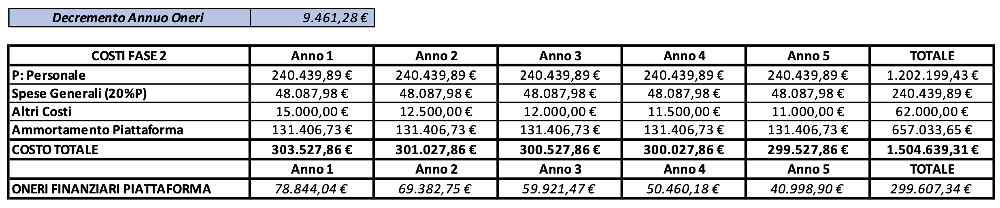 Decremento Annuo Oneri 9.461,28 €
COSTI FASE 2 Anno 1 Anno 2 Anno 3 Anno 4 Anno 5 TOTALE
P: Personale 240.439,89 € 240.439,89 € 240.439,89 € 240.439,89 € 240.439,89 € 1.202.199,43 €
Spese Generali (20%P) 48.087,98 € 48.087,98 € 48.087,98 € 48.087,98 € 48.087,98 € 240.439,89 €
Altri Costi 15.000,00 € 12.500,00 € 12.000,00 € 11.500,00 € 11.000,00 € 62.000,00 €
Ammortamento Piattaforma 131.406,73 € 131.406,73 € 131.406,73 € 131.406,73 € 131.406,73 € 657.033,65 €
COSTO TOTALE 303.527,86 € 301.027,86 € 300.527,86 € 300.027,86 € 299.527,86 € 1.504.639,31 €
Anno 1 Anno 2 Anno 3 Anno 4 Anno 5 TOTALE
ONERI FINANZIARI PIATTAFORMA 78.844,04 € 69.382,75 € 59.921,47 € 50.460,18 € 40.998,90 € 299.607,34 €